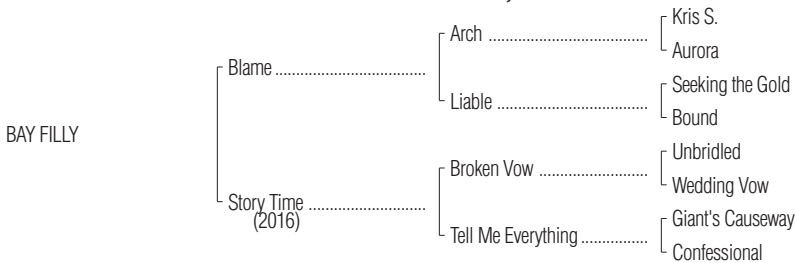 Kris S.
Arch ......................................
Aurora
Blame ...................................
Seeking the Gold
Liable ....................................
Bound
BAY FILLY
Unbridled
Broken Vow ..........................
Wedding Vow
Story Time ...........................
(2016)
Giant's Causeway
Tell Me Everything ................
Confessional